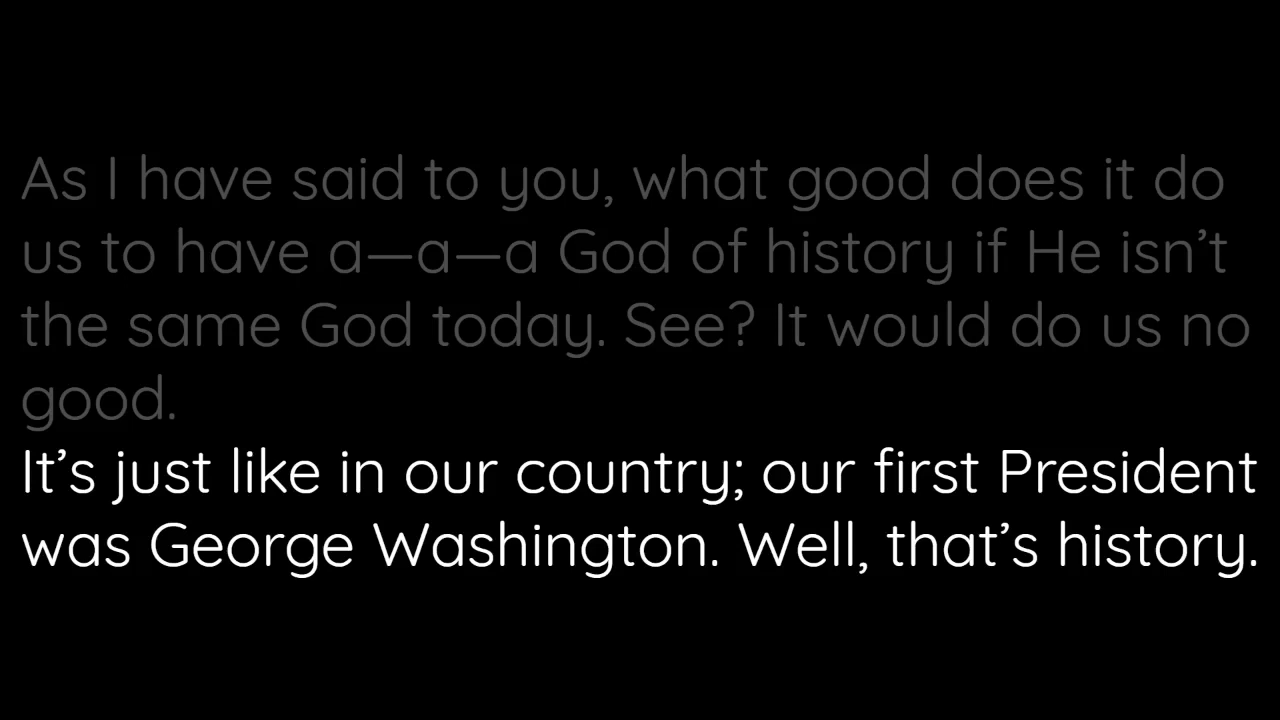 As I have said to you, what good does it do
us to have a—a—a God of history if He isn’t
the same God today. See? It would do us no
good.
It’s just like in our country; our first President
was George Washington. Well, that’s history.